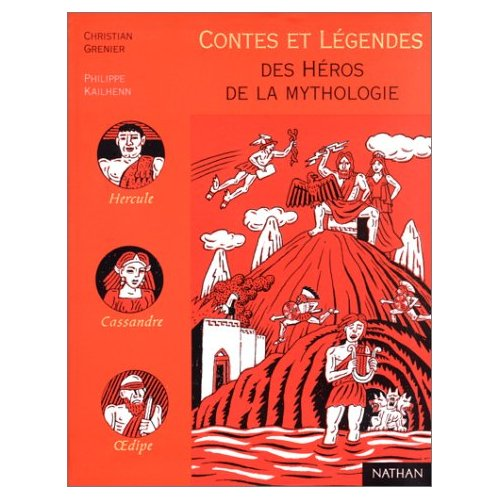 CHRISTIAN
GRENIER
PHILIPPE
KAILHENN
CONTES ET LÉGENDES
DES HÉROS
DE LA MYTHOLOGIE
Hercule
Cassandre
Œdipe
NATHAN